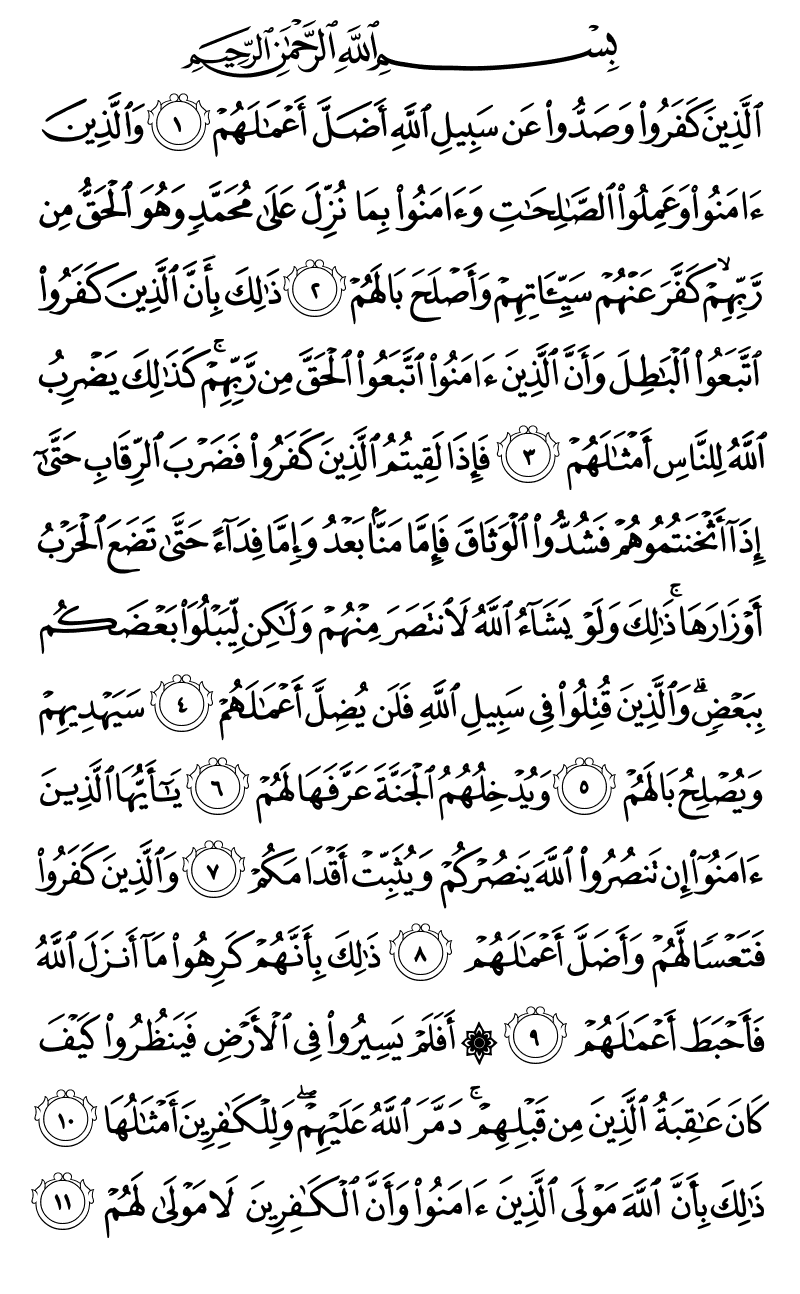 بِسْمِ ٱللَّهِ ٱلرَّحْمَٰنِ ٱلرَّحِيمِ
ٱلَّذِينَ كَفَرُوا۟ وَصَدُّوا۟ عَن سَبِيلِ ٱللَّهِ أَضَلَّ أَعْمَٰلَهُمْ ١ وَٱلَّذِينَ
ءَامَنُوا۟ وَعَمِلُوا۟ ٱلصَّٰلِحَٰتِ وَءَامَنُوا۟ بِمَا نُزِّلَ عَلَىٰ مُحَمَّدٍ وَهُوَ ٱلْحَقُّ مِن
رَّبِّهِمْ ۙ كَفَّرَ عَنْهُمْ سَيِّـَٔاتِهِمْ وَأَصْلَحَ بَالَهُمْ ٢ ذَٰلِكَ بِأَنَّ ٱلَّذِينَ كَفَرُوا۟
ٱتَّبَعُوا۟ ٱلْبَٰطِلَ وَأَنَّ ٱلَّذِينَ ءَامَنُوا۟ ٱتَّبَعُوا۟ ٱلْحَقَّ مِن رَّبِّهِمْ ۚ كَذَٰلِكَ يَضْرِبُ
ٱللَّهُ لِلنَّاسِ أَمْثَٰلَهُمْ ٣ فَإِذَا لَقِيتُمُ ٱلَّذِينَ كَفَرُوا۟ فَضَرْبَ ٱلرِّقَابِ حَتَّىٰٓ
إِذَآ أَثْخَنتُمُوهُمْ فَشُدُّوا۟ ٱلْوَثَاقَ فَإِمَّا مَنًّۢا بَعْدُ وَإِمَّا فِدَآءً حَتَّىٰ تَضَعَ ٱلْحَرْبُ
أَوْزَارَهَا ۚ ذَٰلِكَ وَلَوْ يَشَآءُ ٱللَّهُ لَٱنتَصَرَ مِنْهُمْ وَلَٰكِن لِّيَبْلُوَا۟ بَعْضَكُم
بِبَعْضٍ ۗ وَٱلَّذِينَ قُتِلُوا۟ فِى سَبِيلِ ٱللَّهِ فَلَن يُضِلَّ أَعْمَٰلَهُمْ ٤ سَيَهْدِيهِمْ
وَيُصْلِحُ بَالَهُمْ ٥ وَيُدْخِلُهُمُ ٱلْجَنَّةَ عَرَّفَهَا لَهُمْ ٦ يَٰٓأَيُّهَا ٱلَّذِينَ
ءَامَنُوٓا۟ إِن تَنصُرُوا۟ ٱللَّهَ يَنصُرْكُمْ وَيُثَبِّتْ أَقْدَامَكُمْ ٧ وَٱلَّذِينَ كَفَرُوا۟
فَتَعْسًا لَّهُمْ وَأَضَلَّ أَعْمَٰلَهُمْ ٨ ذَٰلِكَ بِأَنَّهُمْ كَرِهُوا۟ مَآ أَنزَلَ ٱللَّهُ
فَأَحْبَطَ أَعْمَٰلَهُمْ ٩ ۞ أَفَلَمْ يَسِيرُوا۟ فِى ٱلْأَرْضِ فَيَنظُرُوا۟ كَيْفَ
كَانَ عَٰقِبَةُ ٱلَّذِينَ مِن قَبْلِهِمْ ۚ دَمَّرَ ٱللَّهُ عَلَيْهِمْ ۖ وَلِلْكَٰفِرِينَ أَمْثَٰلُهَا ١٠
ذَٰلِكَ بِأَنَّ ٱللَّهَ مَوْلَى ٱلَّذِينَ ءَامَنُوا۟ وَأَنَّ ٱلْكَٰفِرِينَ لَا مَوْلَىٰ لَهُمْ ١١